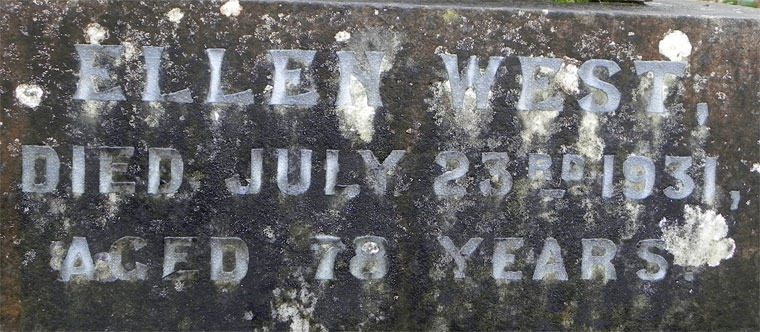 ELLEN WEST,
DIED JULY 23RD 1931,
AGED 78 YEARS.